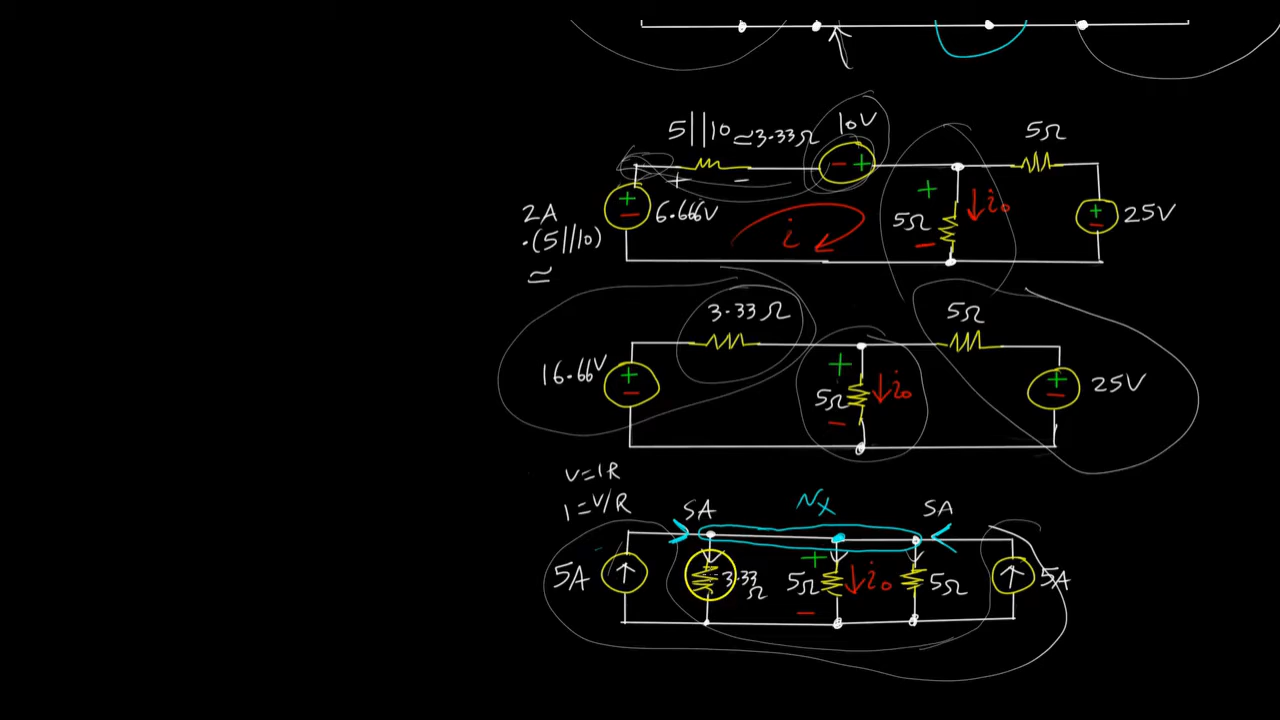 5||10 ≃3.33Ω
10V
5Ω
+ − − +
2A
·(5||10)
≃
+ −
6.666V
i
+ 5Ω −
i₀
+ −
25V
3.33Ω
5Ω
16.66V
+ −
+ 5Ω −
i₀
+ −
25V
V=IR
I=V/R
5A
Nx
5A
5A
3.33Ω
+ 5Ω −
i₀
5Ω
5A